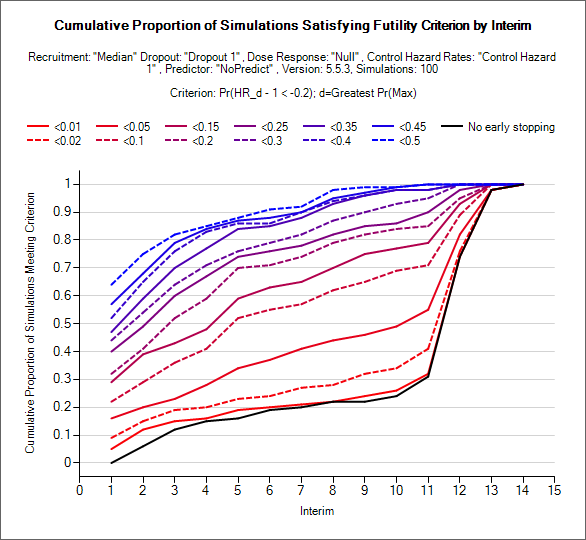 Cumulative Proportion of Simulations Satisfying Futility Criterion by Interim
Recruitment: "Median" Dropout: "Dropout 1" , Dose Response: "Null" , Control Hazard Rates: "Control Hazard
1" , Predictor: "NoPredict" , Version: 5.5.3, Simulations: 100
Criterion: Pr(HR_d - 1 < -0.2); d=Greatest Pr(Max)
<0.01 <0.05 <0.15 <0.25 <0.35 <0.45 No early stopping
<0.02 <0.1 <0.2 <0.3 <0.4 <0.5
Cumulative Proportion of Simulations Meeting Criterion
1
0.9
0.8
0.7
0.6
0.5
0.4
0.3
0.2
0.1
0
0 1 2 3 4 5 6 7 8 9 10 11 12 13 14 15
Interim